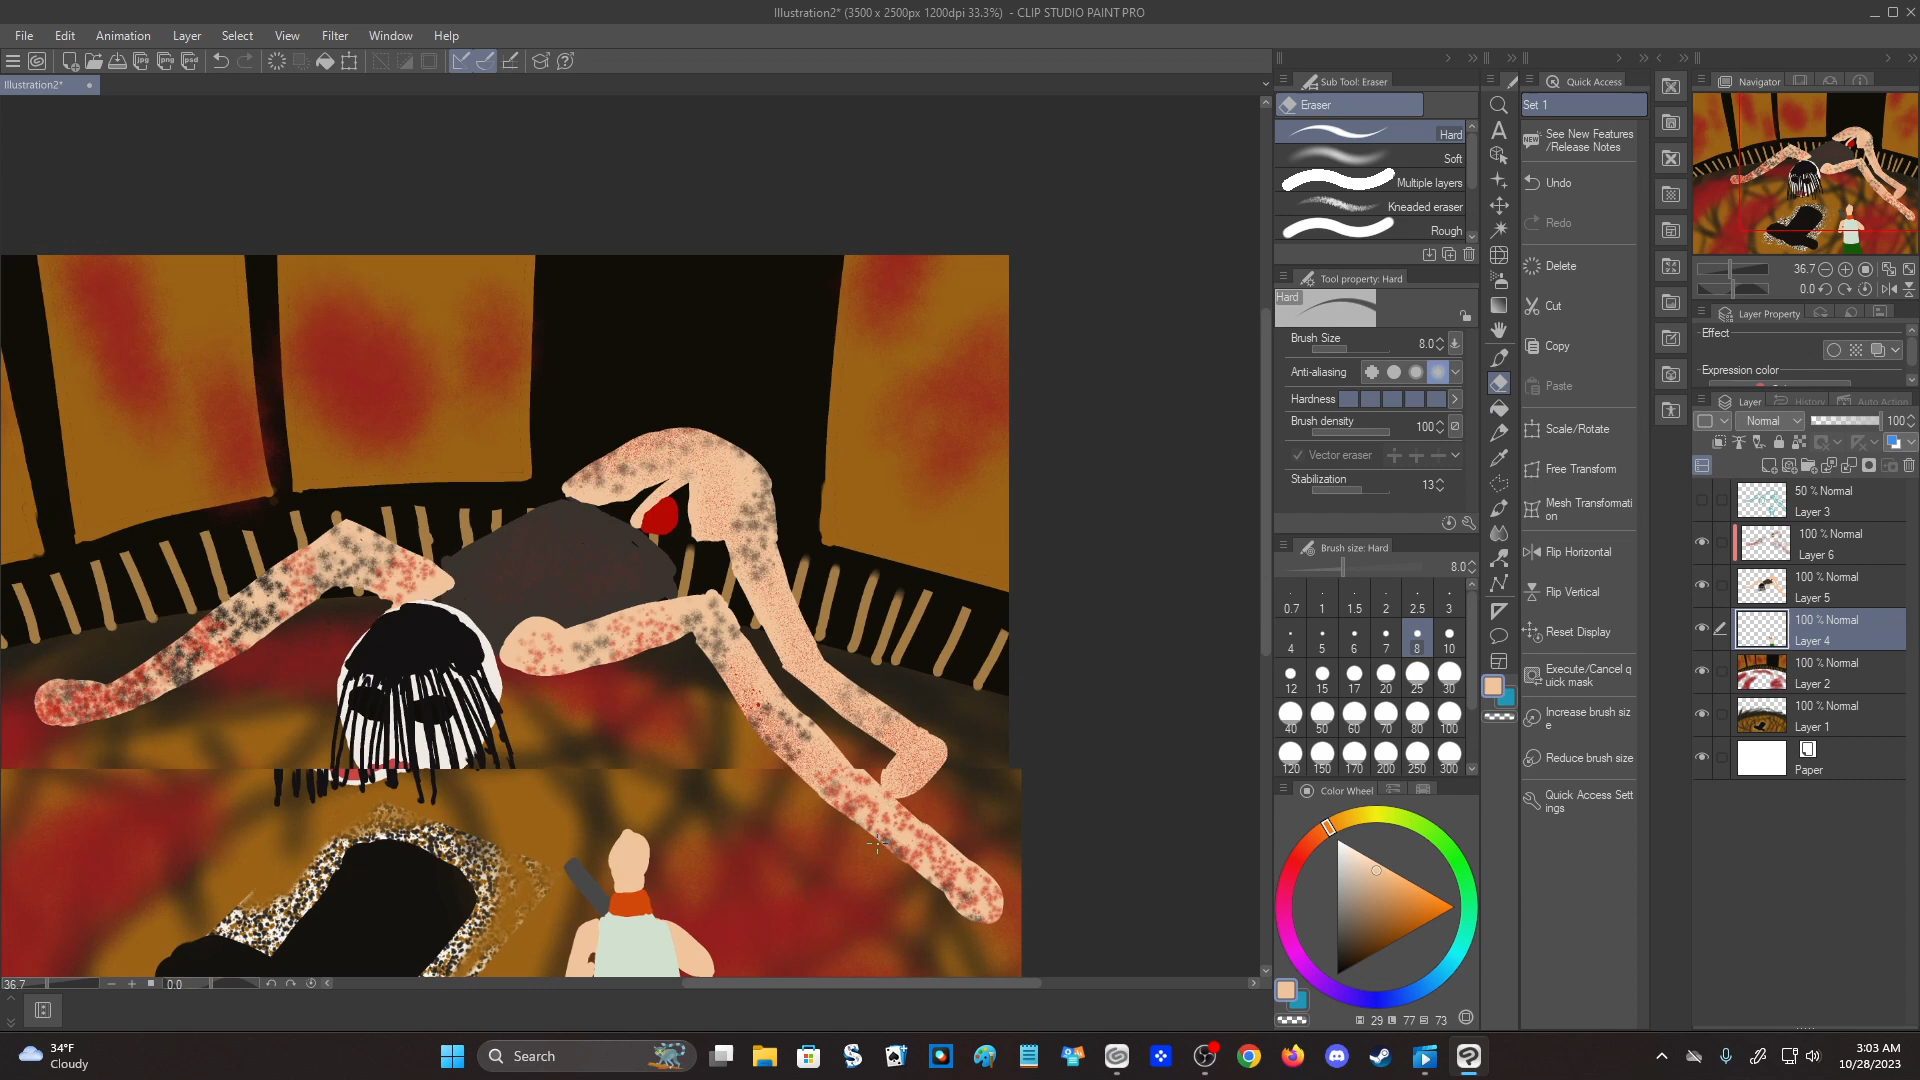 Illustration2* (3500 x 2500px 1200dpi 33.3%) - CLIP STUDIO PAINT PRO
File Edit Animation Layer Select View Filter Window Help
Illustration2*
Sub Tool: Eraser
Eraser
Hard
Soft
Multiple layers
Kneaded eraser
Rough
Tool property: Hard
Hard
Brush Size 8.0
Anti-aliasing
Hardness
Brush density 100
Vector eraser
Stabilization 13
Brush size: Hard
8.0
0.7 1 1.5 2 2.5 3
4 5 6 7 8 10
12 15 17 20 25 30
40 50 60 70 80 100
120 150 170 200 250 300
Color Wheel
29 77 73
Quick Access
Set 1
See New Features
/Release Notes
Undo
Redo
Delete
Cut
Copy
Paste
Scale/Rotate
Free Transform
Mesh Transformati
on
Flip Horizontal
Flip Vertical
Reset Display
Execute/Cancel q
uick mask
Increase brush siz
e
Reduce brush size
Quick Access Sett
ings
Navigator
36.7
0.0
Layer Property
Effect
Expression color
Layer History Auto Action
Normal 100
50 % Normal
Layer 3
100 % Normal
Layer 6
100 % Normal
Layer 5
100 % Normal
Layer 4
100 % Normal
Layer 2
100 % Normal
Layer 1
Paper
36.7 0.0
34°F
Cloudy
Search
3:03 AM
10/28/2023